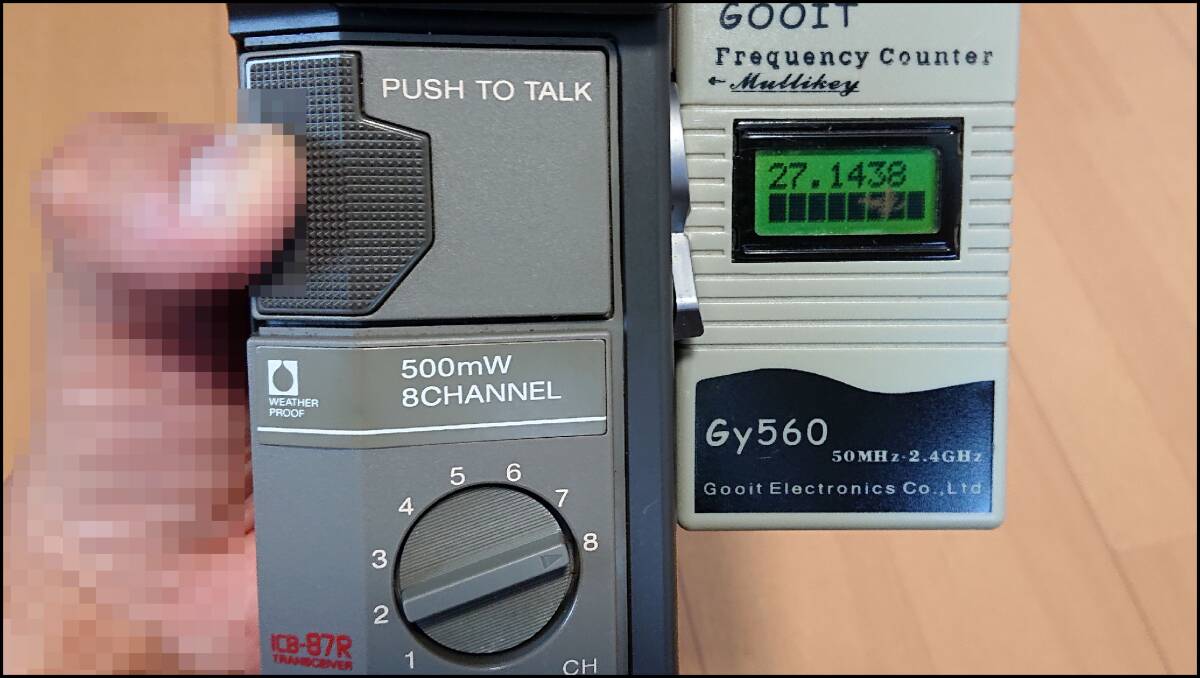 PUSH TO TALK
WEATHER
PROOF
500mW
8CHANNEL
1
2
3
4
5
6
7
8
CH
ICB-87R
TRANSCEIVER
GOOIT
Frequency Counter
← Multikey
27.1438
Gy560
50MHz-2.4GHz
Gooit Electronics Co.,Ltd